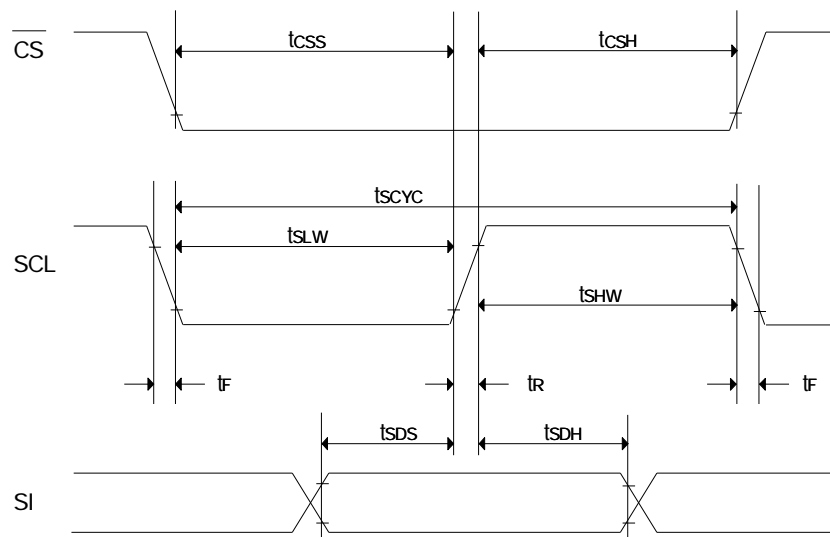 CS tCSS tCSH
tSCYC
tSLW
SCL
tSHW
tF tR tF
tSDS tSDH
SI